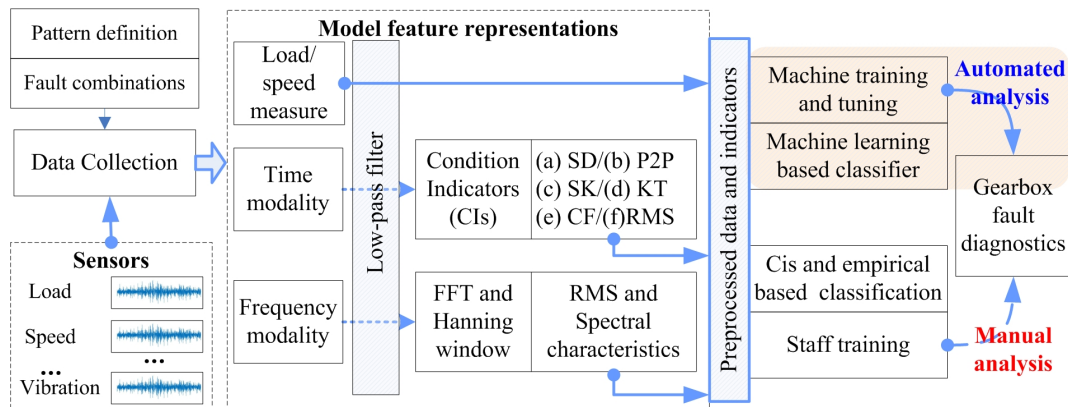 Pattern definition
Fault combinations
Data Collection
Sensors
Load
Speed
...
...
Vibration
Model feature representations
Load/
speed
measure
Time
modality
Frequency
modality
Low-pass filter
Condition
Indicators
(CIs)
(a) SD/(b) P2P
(c) SK/(d) KT
(e) CF/(f)RMS
FFT and
Hanning
window
RMS and
Spectral
characteristics
Preprocessed data and indicators
Machine training
and tuning
Machine learning
based classifier
Automated
analysis
Gearbox
fault
diagnostics
Cis and empirical
based classification
Staff training
Manual
analysis